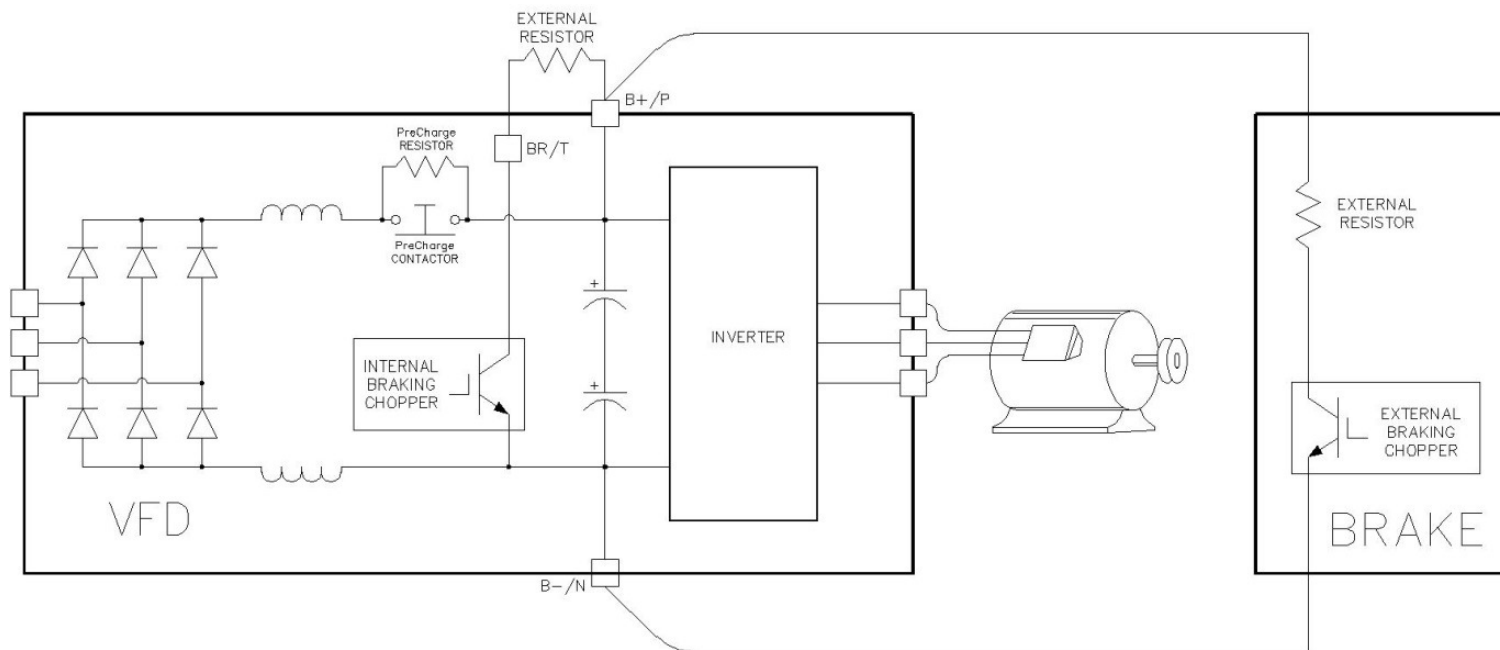 EXTERNAL
RESISTOR
B+/P
PreCharge
RESISTOR
BR/T
PreCharge
CONTACTOR
EXTERNAL
RESISTOR
INTERNAL
BRAKING
CHOPPER
+
+
INVERTER
EXTERNAL
BRAKING
CHOPPER
VFD
BRAKE
B-/N